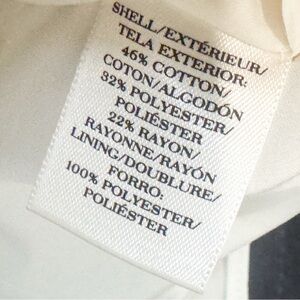 SHELL/EXTÉRIEUR/
TELA EXTERIOR:
46% COTTON/
COTON/ALGODÓN
32% POLYESTER/
POLIÉSTER
22% RAYON/
RAYONNE/RAYÓN
LINING/DOUBLURE/
FORRO:
100% POLYESTER/
POLIÉSTER